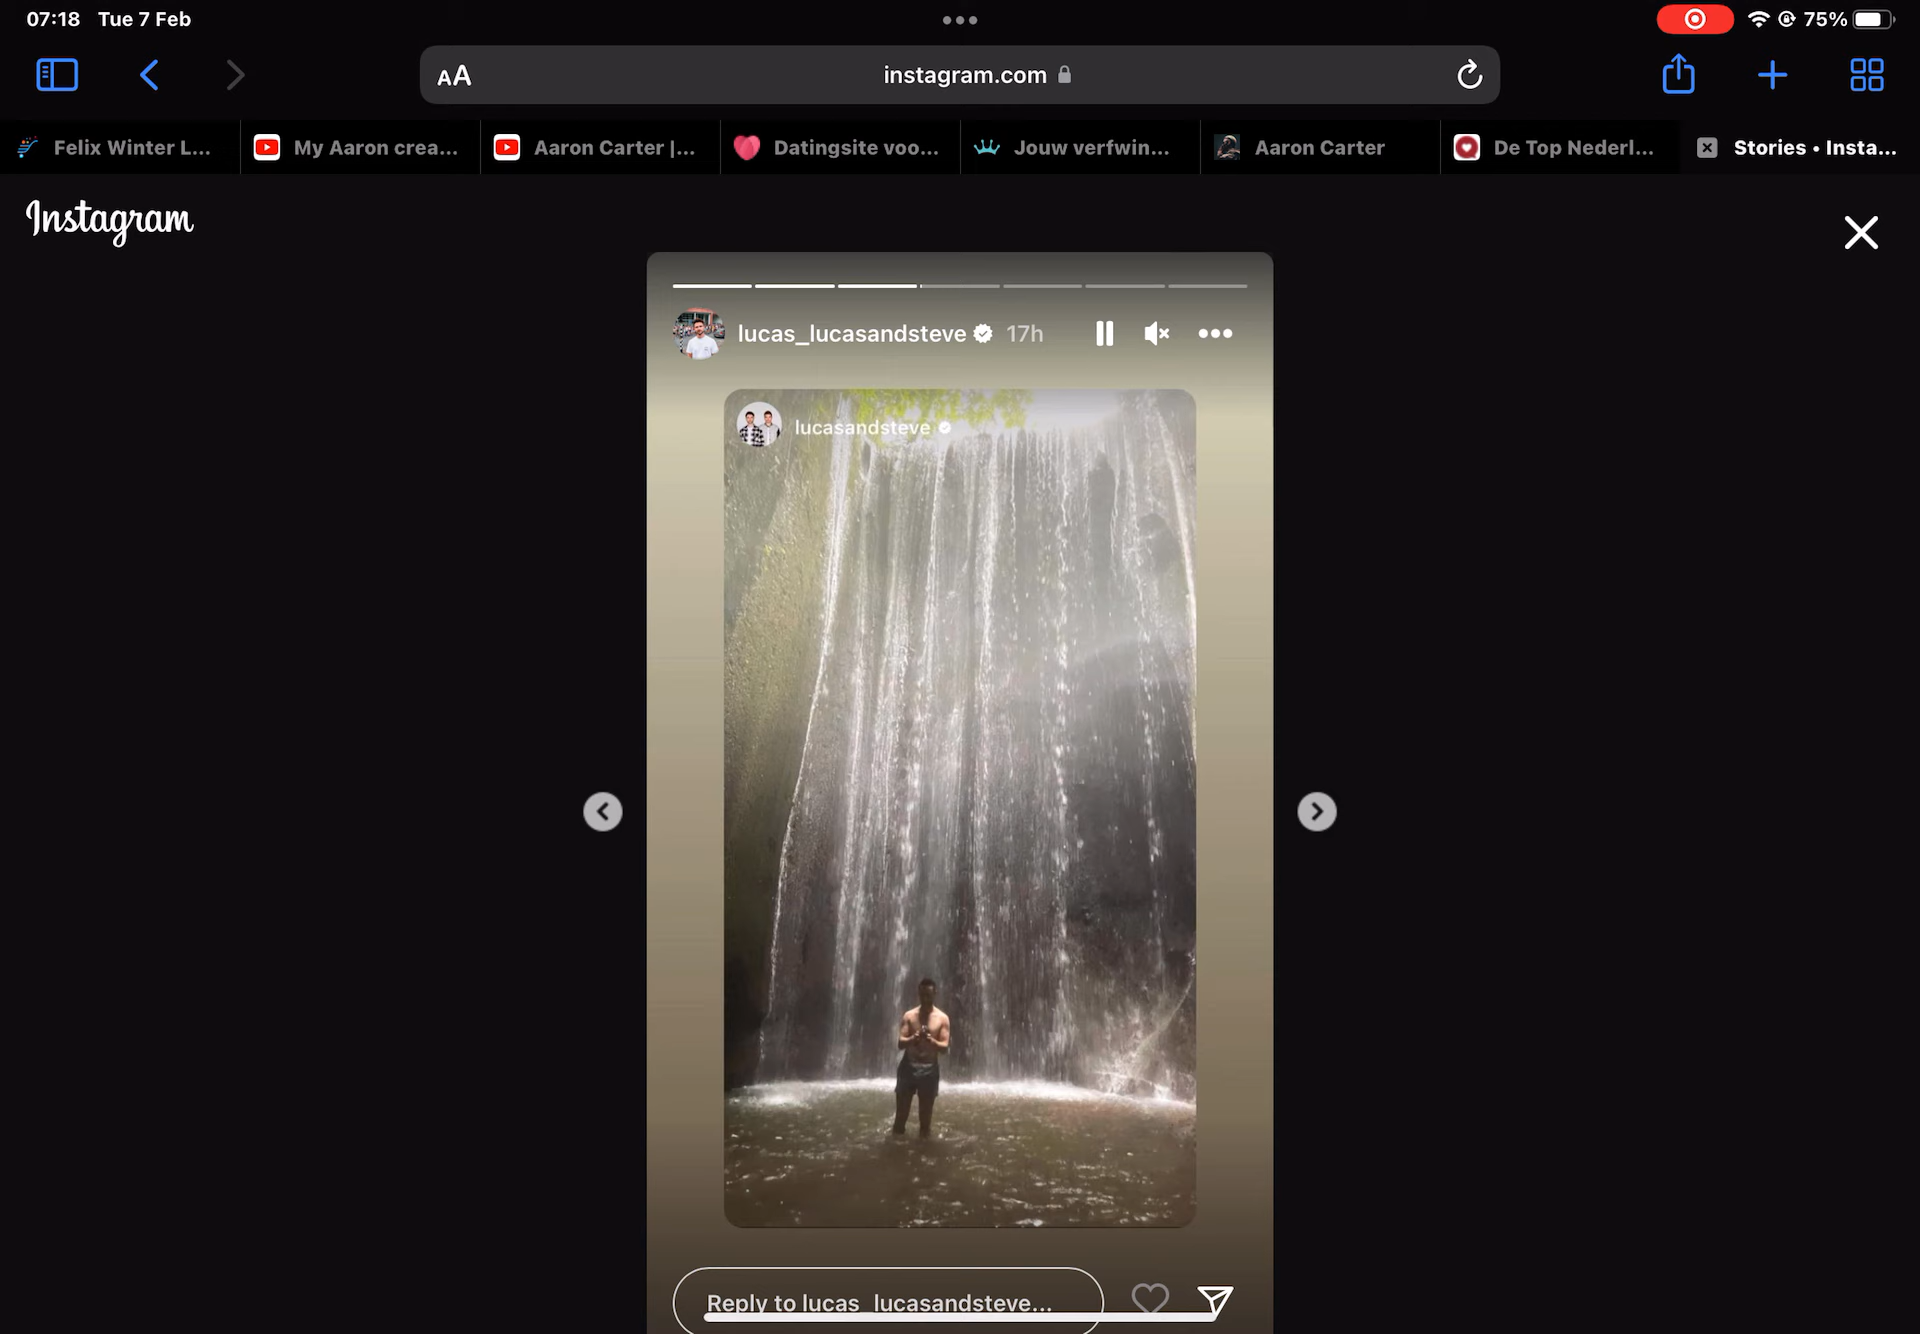 07:18 Tue 7 Feb
75%
AA
instagram.com
Felix Winter L...
My Aaron crea...
Aaron Carter |...
Datingsite voo...
Jouw verfwin...
Aaron Carter
De Top Nederl...
Stories • Insta...
Instagram
lucas_lucasandsteve 17h
lucasandsteve
Reply to lucas_lucasandsteve...